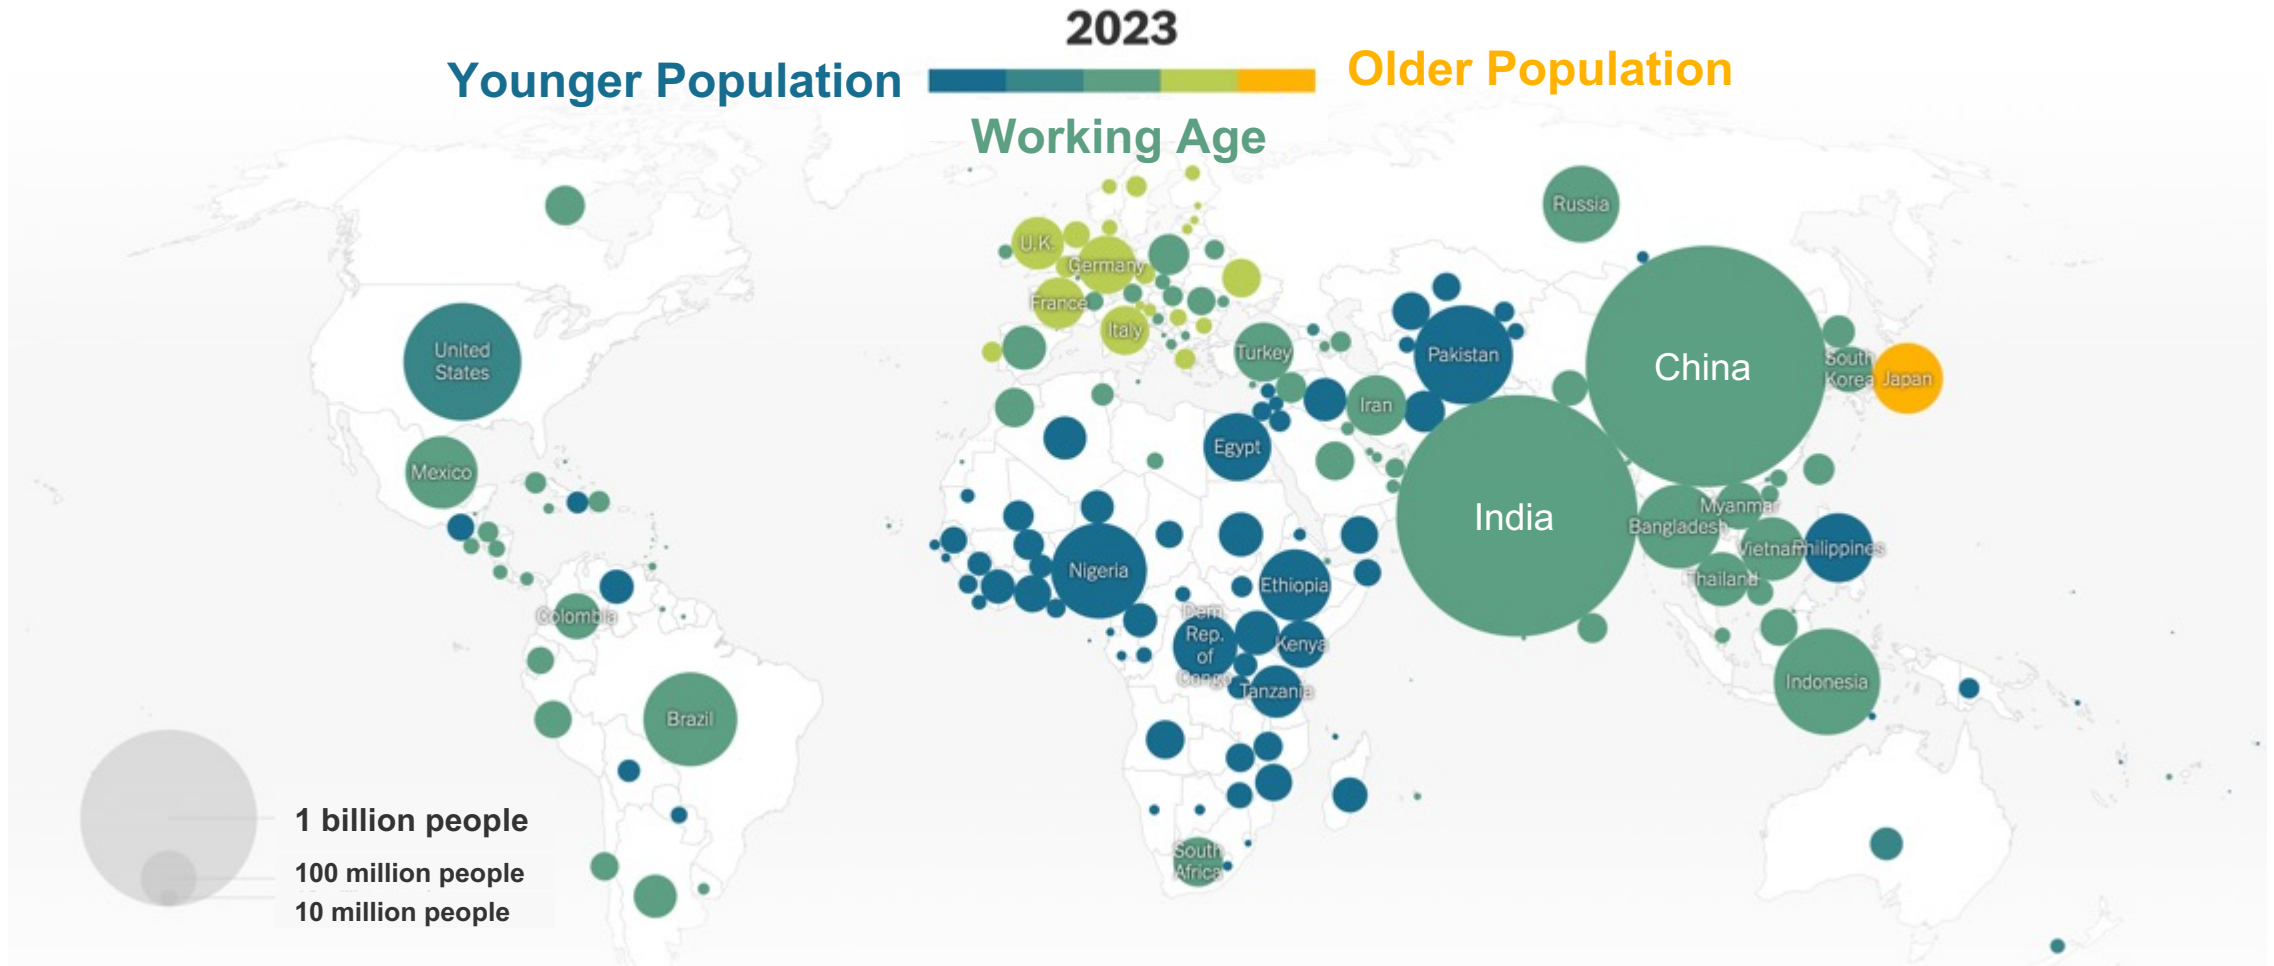 2023
Younger Population
Older Population
Working Age
Russia
U.K.
Germany
France
Italy
United
States
Turkey
Pakistan
China
South
Korea
Japan
Iran
Mexico
Egypt
India
Myanmar
Bangladesh
Vietnam
Philippines
Nigeria
Ethiopia
Thailand
Colombia
Dem.
Rep.
of
Congo
Kenya
Tanzania
Indonesia
Brazil
1 billion people
South
Africa
100 million people
10 million people